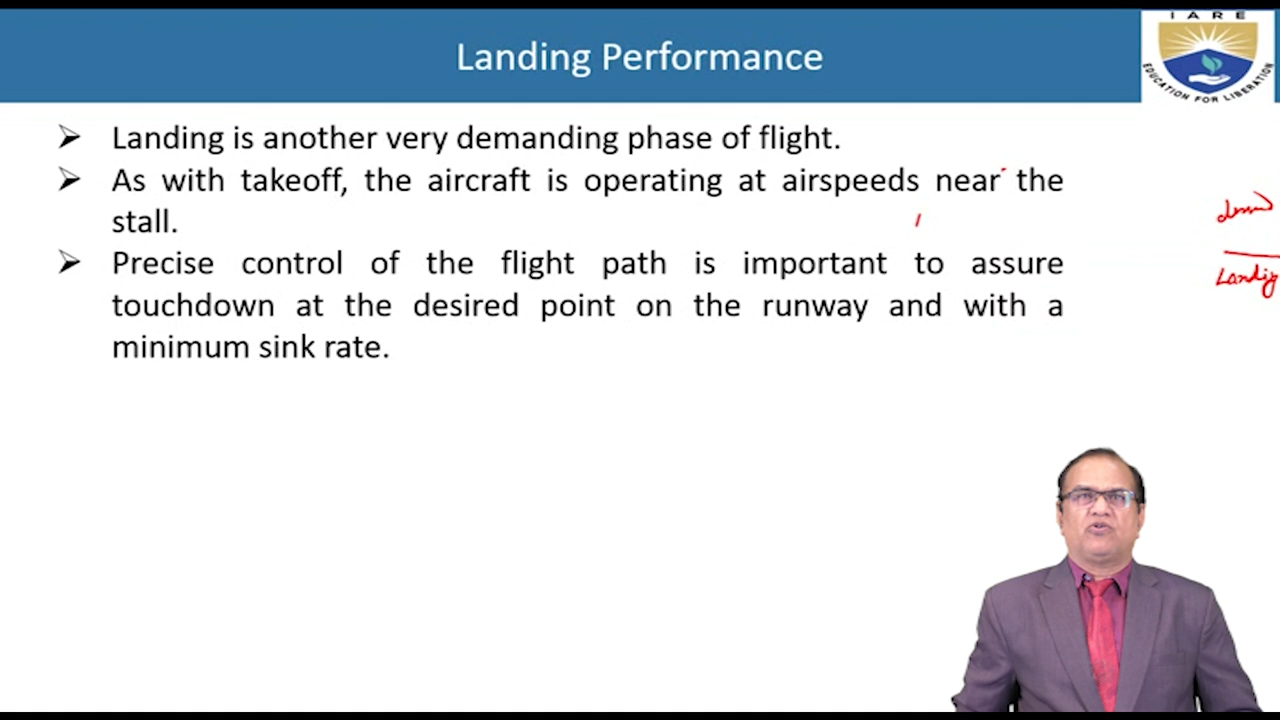 Landing Performance
I A R E
EDUCATION FOR LIBERATION
➢ Landing is another very demanding phase of flight.
➢ As with takeoff, the aircraft is operating at airspeeds near the
stall.
➢ Precise control of the flight path is important to assure
touchdown at the desired point on the runway and with a
minimum sink rate.
Landig